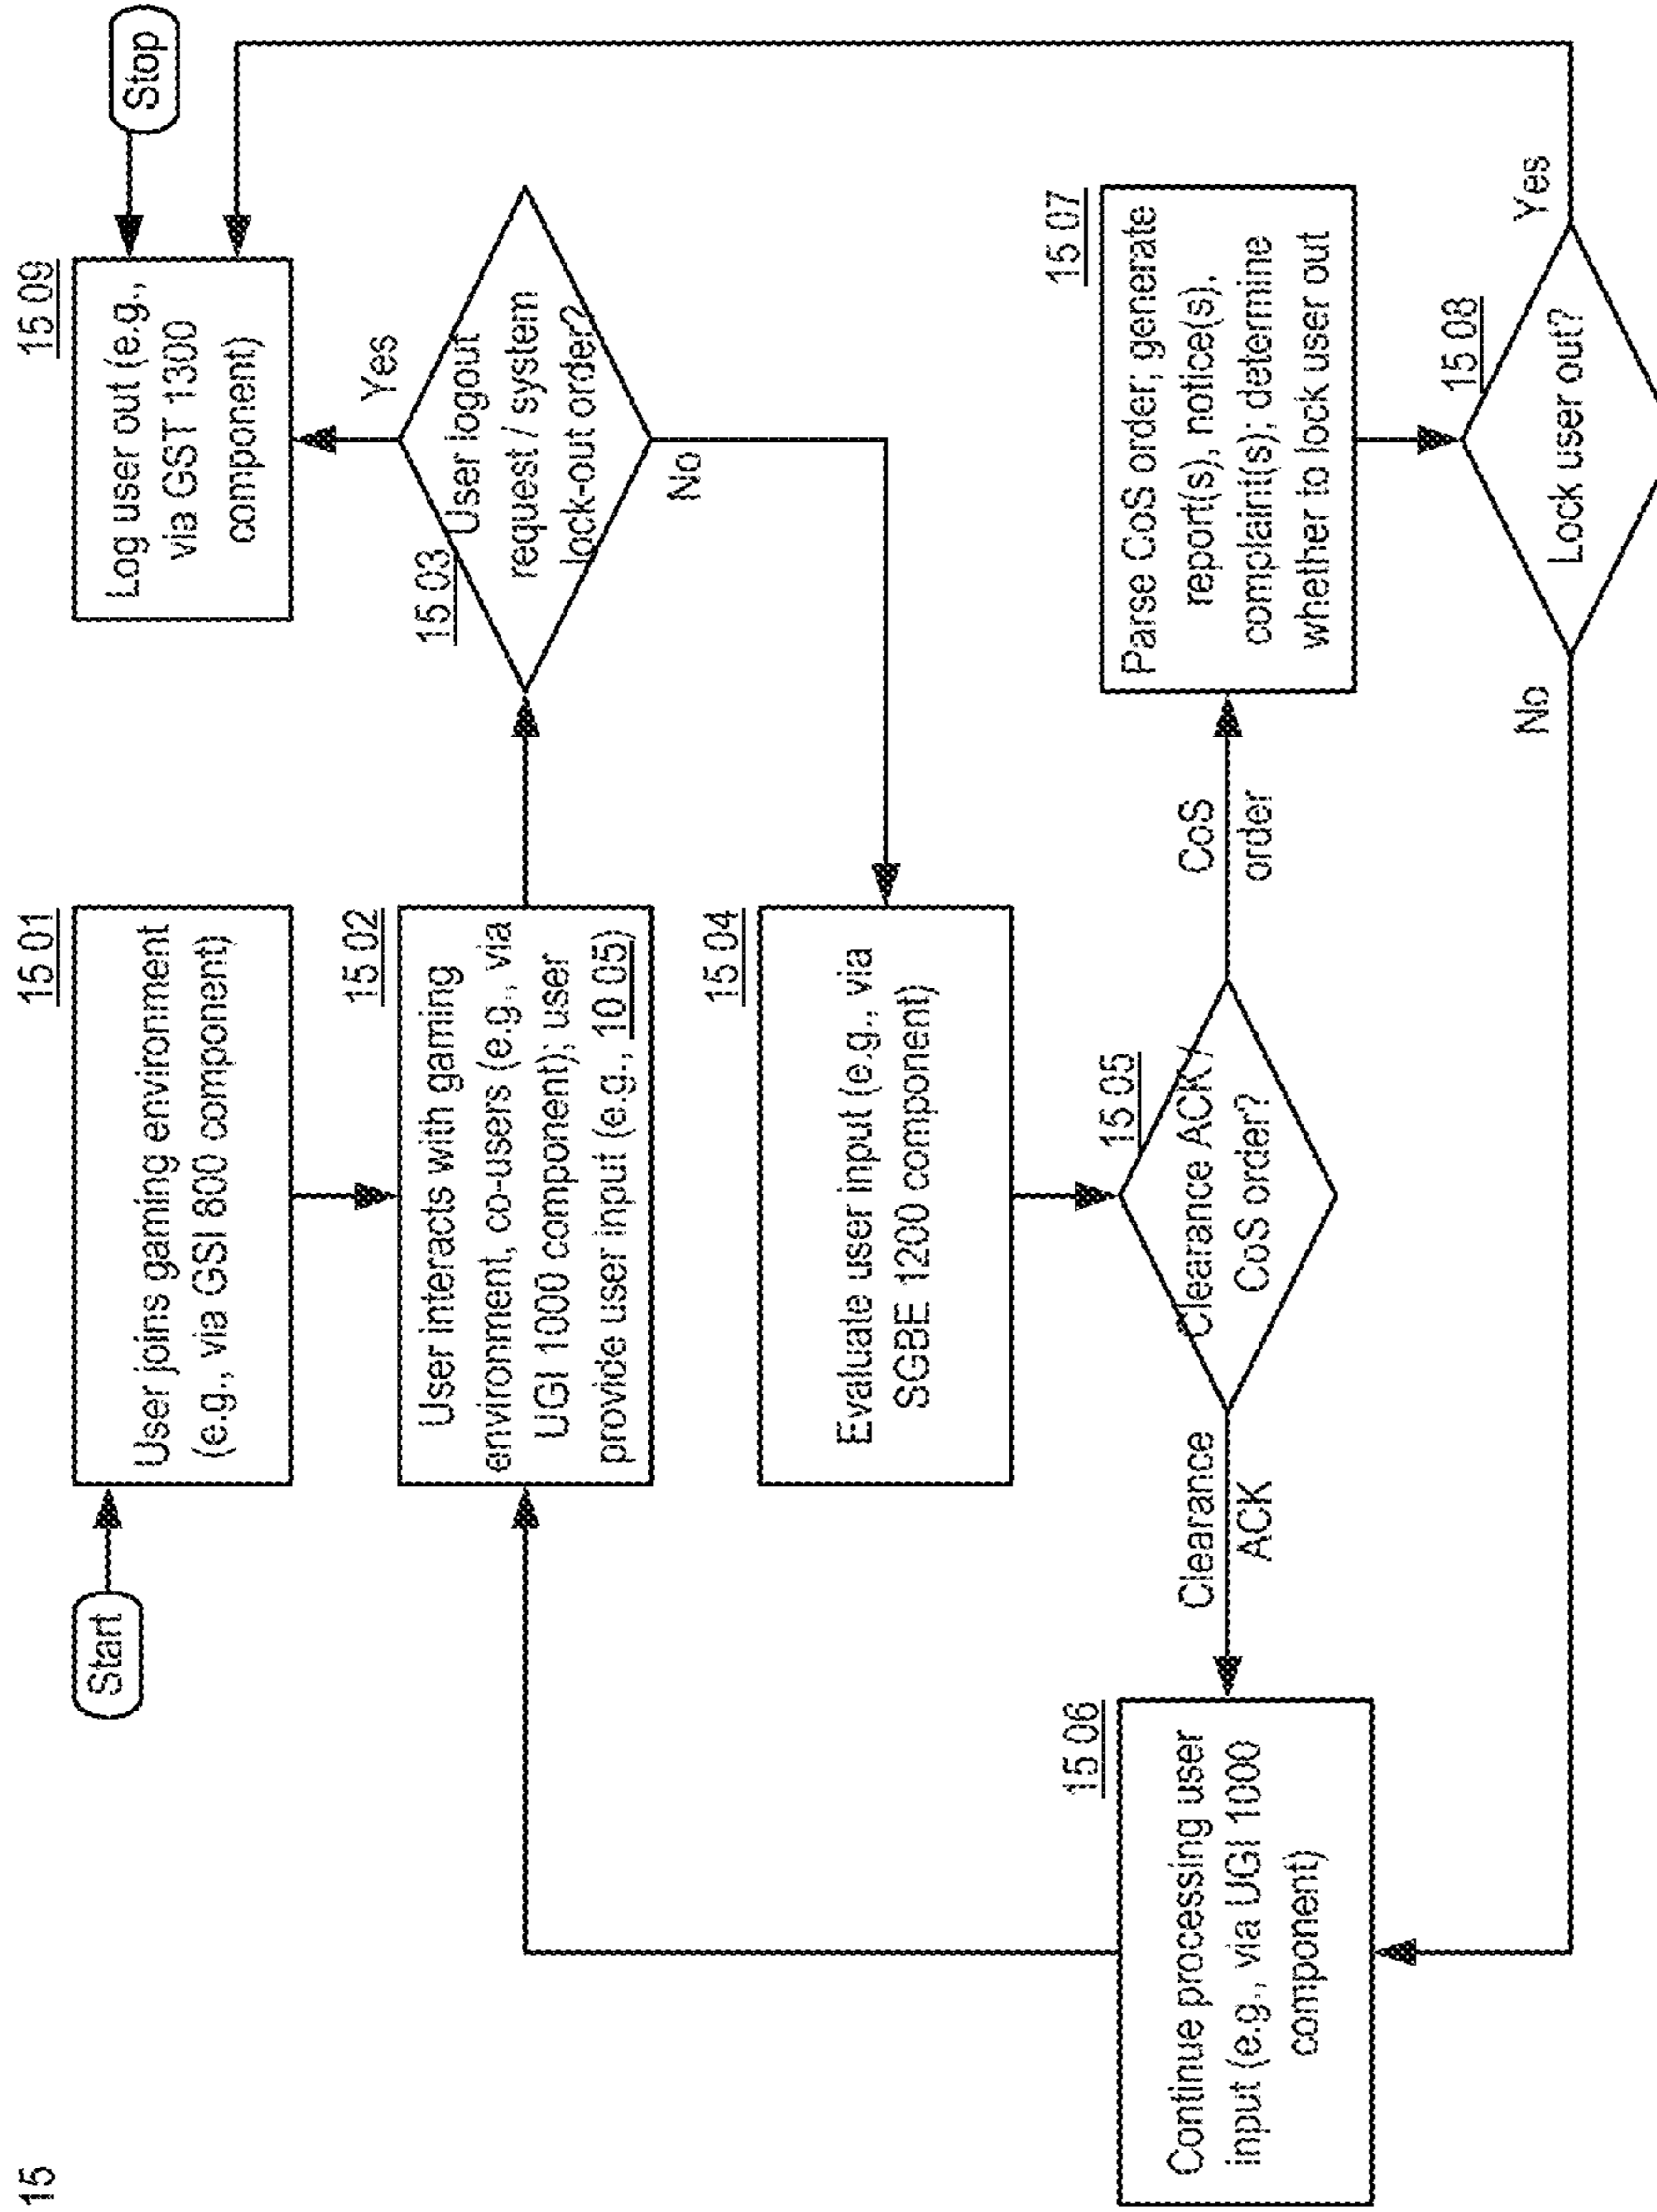 15
Start
15 01
User joins gaming environment
(e.g., via GSI 800 component)
15 09
Log user out (e.g.,
via GST 1300
component)
Stop
15 02
User interacts with gaming
environment, co-users (e.g., via
UGI 1000 component); user
provide user input (e.g., 10 05)
15 03
User logout
request / system
lock-out order?
Yes
No
15 04
Evaluate user input (e.g., via
SGBE 1200 component)
15 05
Clearance ACK /
CoS order?
Clearance
ACK
CoS
order
15 06
Continue processing user
input (e.g., via UGI 1000
component)
15 07
Parse CoS order; generate
report(s), notice(s),
complaint(s); determine
whether to lock user out
15 08
Lock user out?
No
Yes